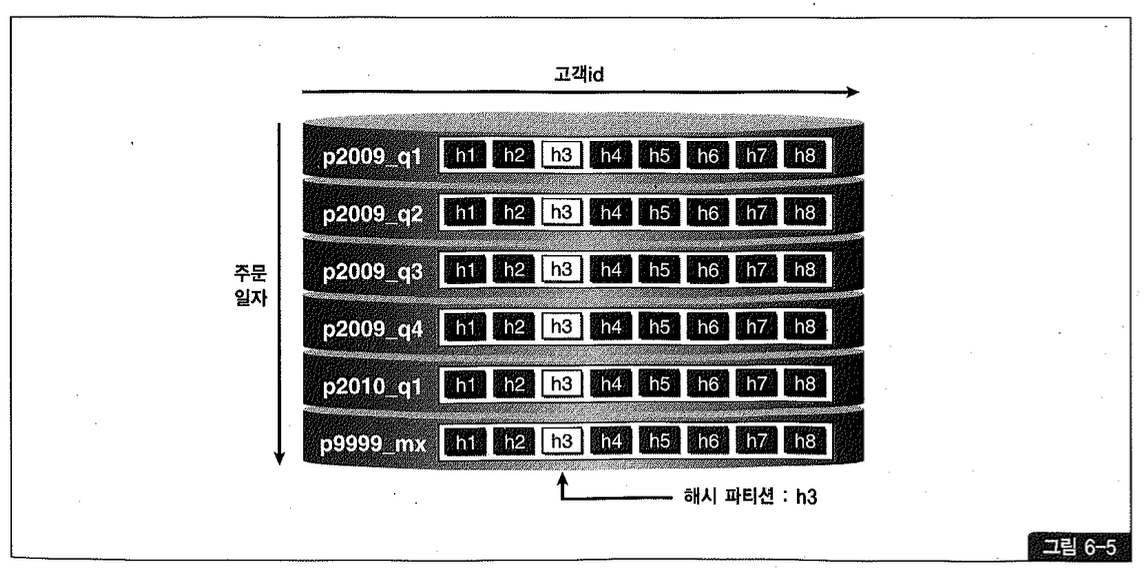 고객id
p2009_q1 h1 h2 h3 h4 h5 h6 h7 h8
p2009_q2 h1 h2 h3 h4 h5 h6 h7 h8
주문
일자
p2009_q3 h1 h2 h3 h4 h5 h6 h7 h8
p2009_q4 h1 h2 h3 h4 h5 h6 h7 h8
p2010_q1 h1 h2 h3 h4 h5 h6 h7 h8
p9999_mx h1 h2 h3 h4 h5 h6 h7 h8
해시 파티션 : h3
그림 6-5